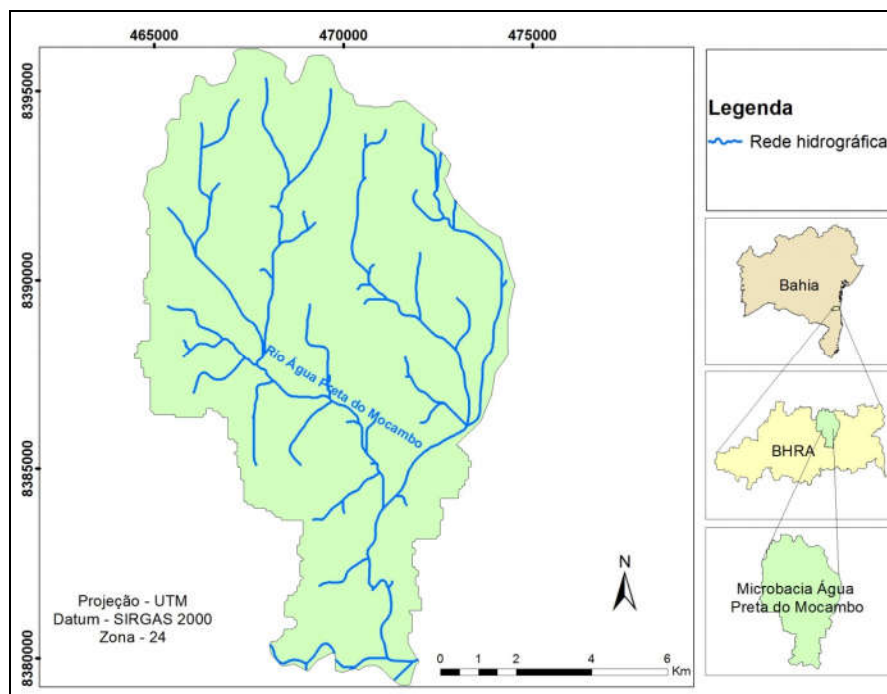 465000
470000
475000
8395000
8390000
8385000
8380000
Rio Água Preta do Mocambo
Projeção - UTM
Datum - SIRGAS 2000
Zona - 24
N
0 1 2 4 6
Km
Legenda
Rede hidrográfica
Bahia
BHRA
Microbacia Água
Preta do Mocambo